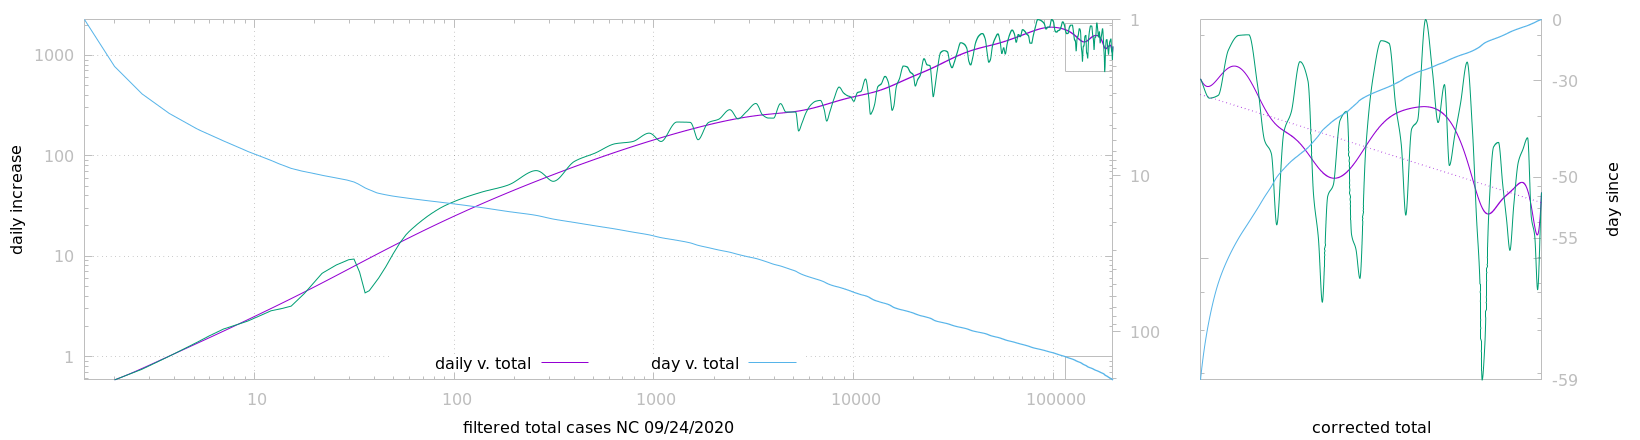 daily increase
1000
100
10
1
daily v. total
day v. total
10
100
1000
10000
100000
filtered total cases NC 09/24/2020
1
10
100
0
-30
-50
-55
-59
day since
corrected total